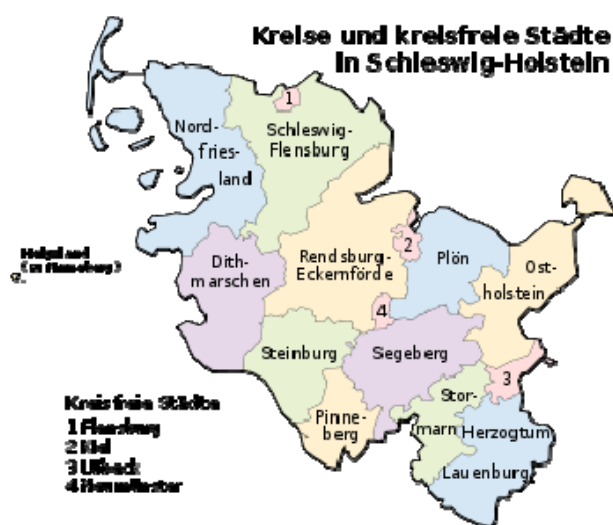 Kreise und kreisfreie Städte
in Schleswig-Holstein
1
Nord-
fries-
land
Schleswig-
Flensburg
Helgoland
Dith-
marschen
Rendsburg-
Eckernförde
2
Plön
Ost-
holstein
4
Steinburg
Segeberg
3
Pinne-
berg
Stor-
marn
Herzogtum
Lauenburg
Kreisfreie Städte
1 Flensburg
2 Kiel
3 Lübeck
4 Neumünster